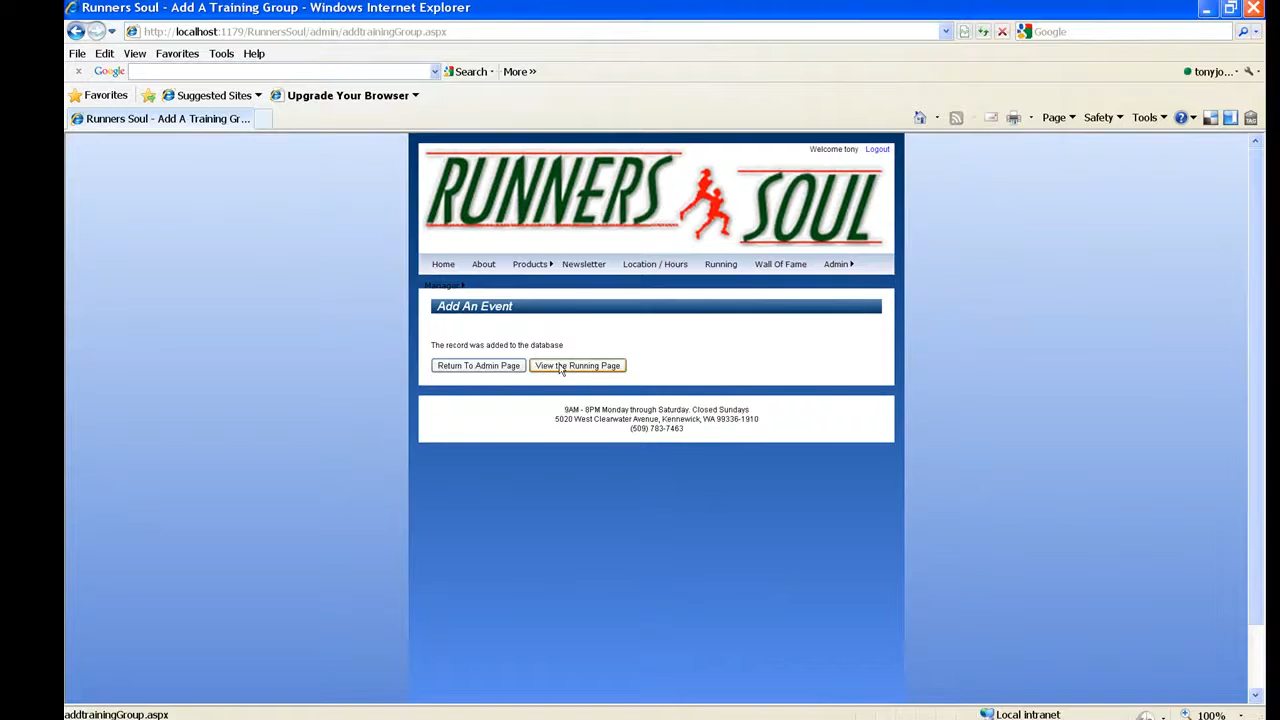 Runners Soul - Add A Training Group - Windows Internet Explorer
http://localhost:1179/RunnersSoul/admin/addtrainingGroup.aspx
Google
File Edit View Favorites Tools Help
x Google Search More »
tonyjo...
Favorites Suggested Sites Upgrade Your Browser
Runners Soul - Add A Training Gr...
Page Safety Tools
Welcome tony Logout
RUNNERS SOUL
Home About Products Newsletter Location / Hours Running Wall Of Fame Admin
Manager
Add An Event
The record was added to the database
Return To Admin Page View the Running Page
9AM - 8PM Monday through Saturday. Closed Sundays
5020 West Clearwater Avenue, Kennewick, WA 99336-1910
(509) 783-7463
addtrainingGroup.aspx
Local intranet
100%